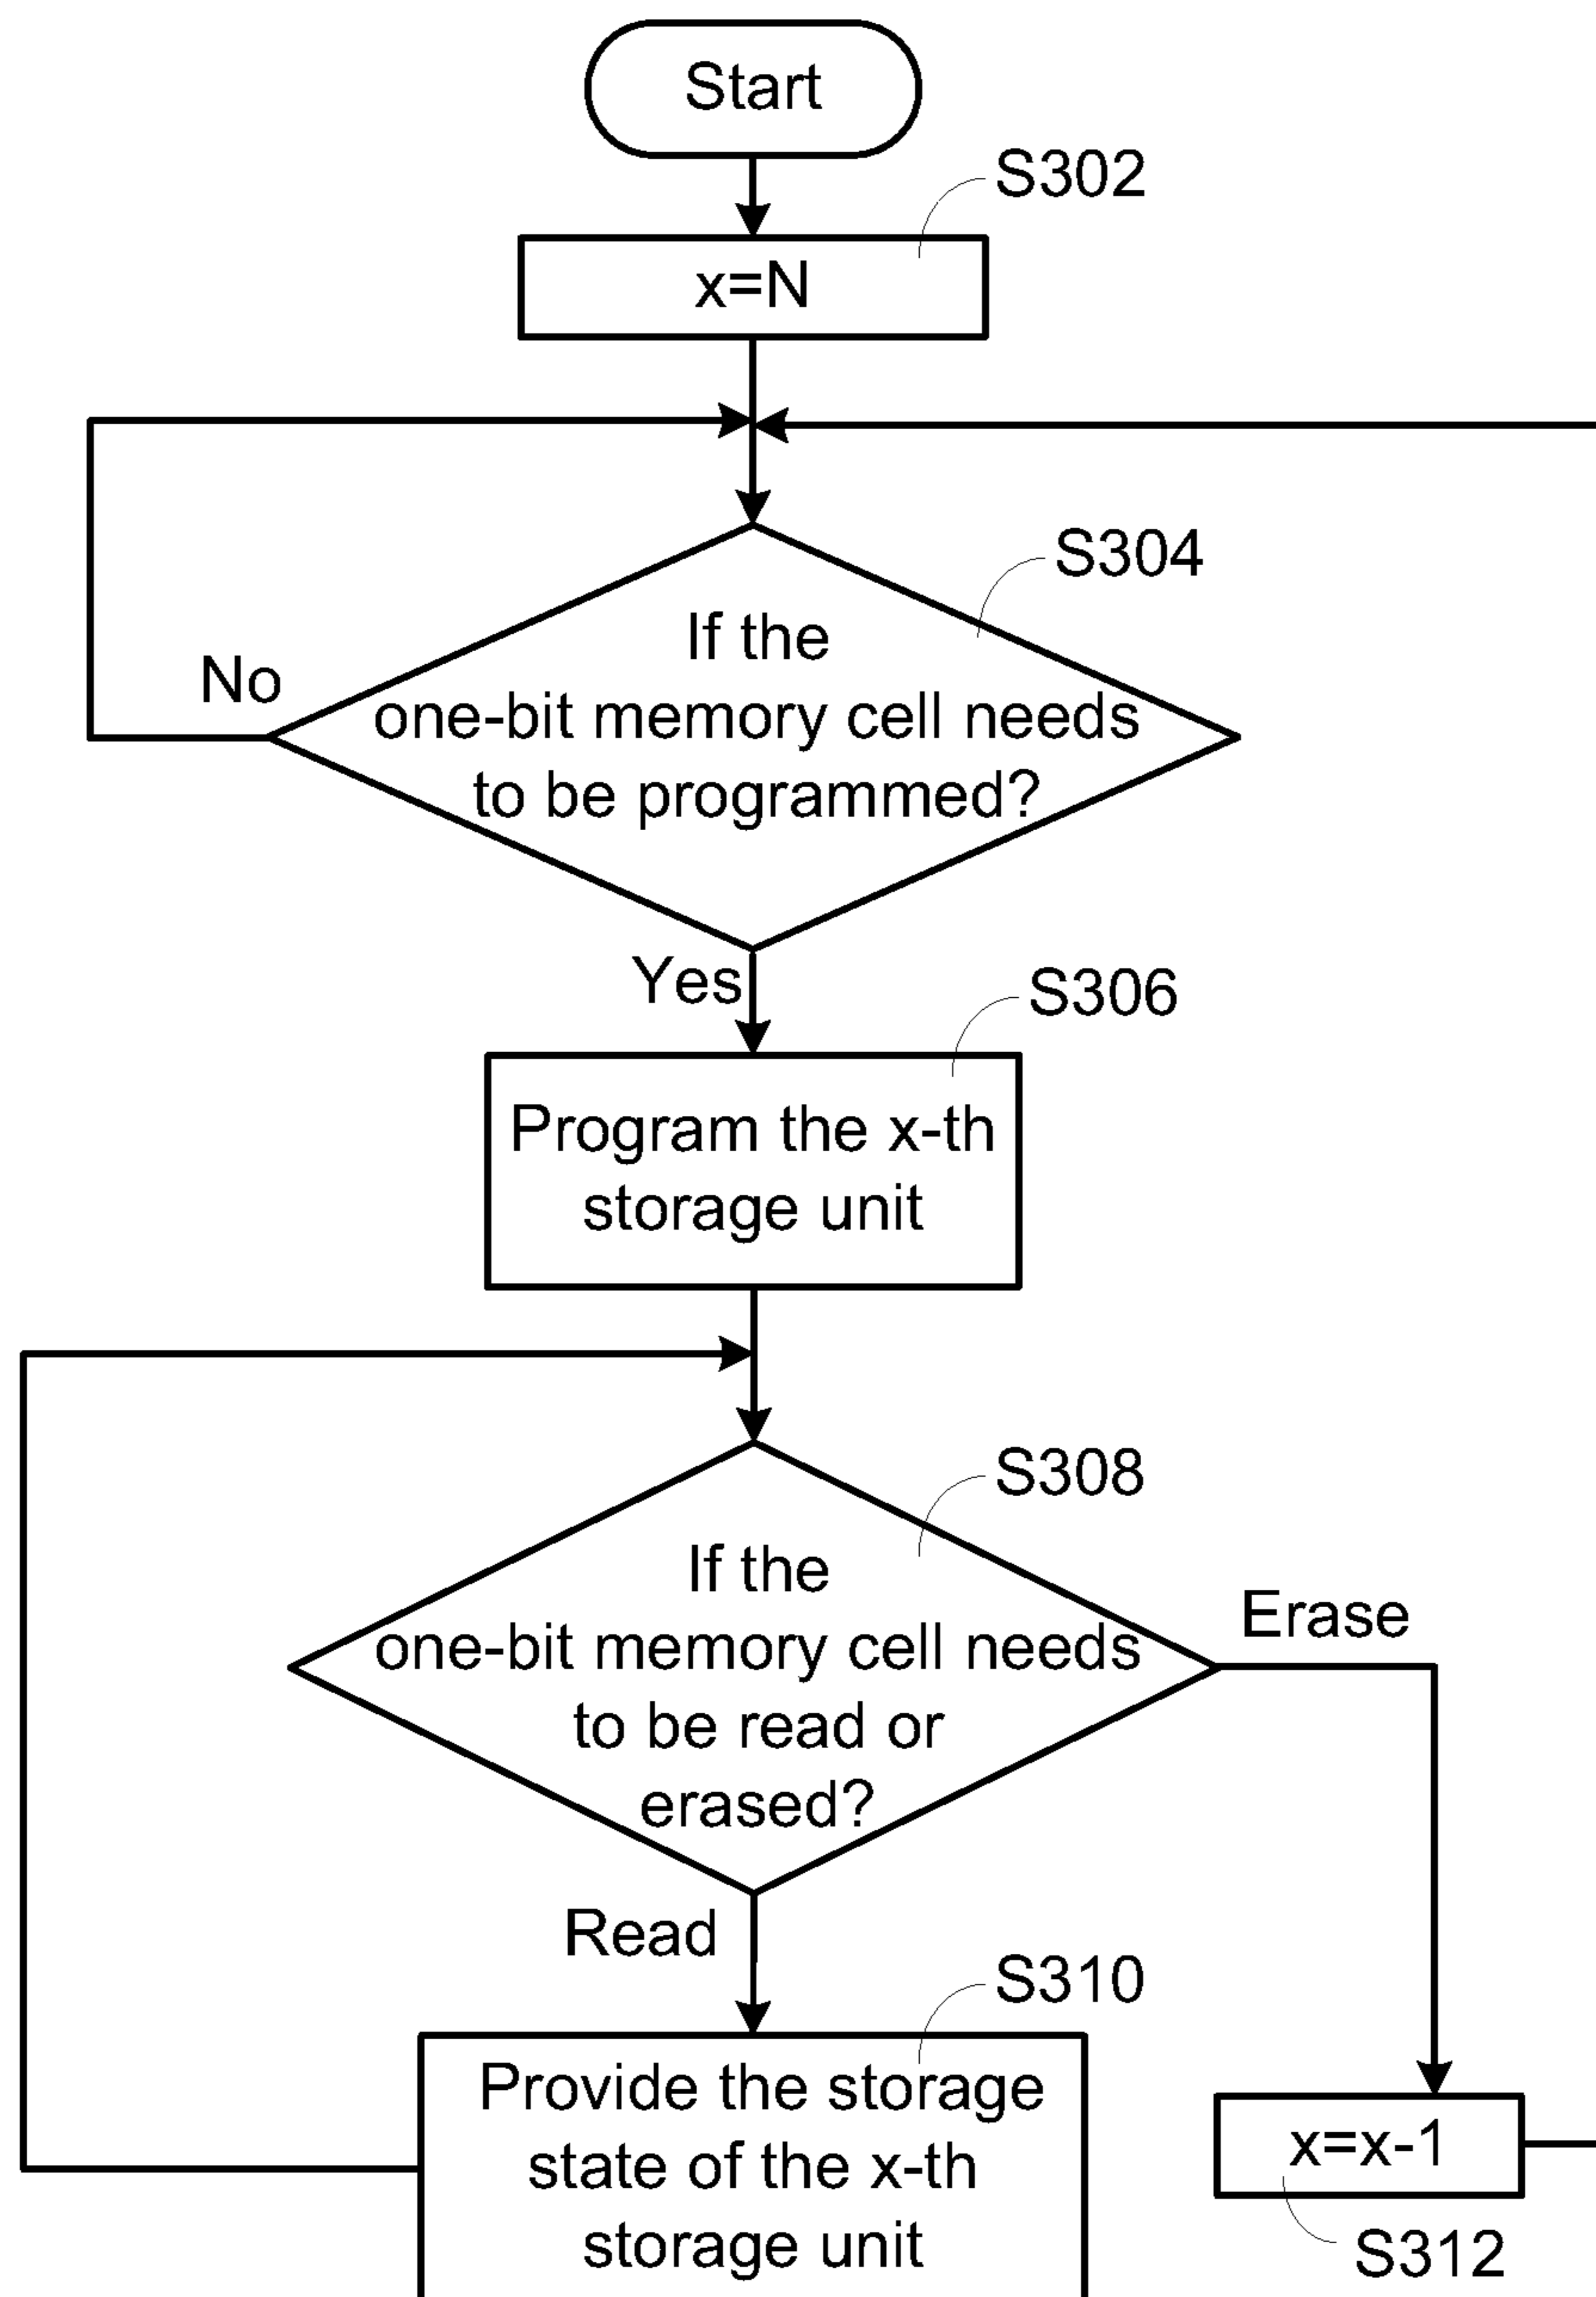 Start
S302
x=N
S304
If the
No
one-bit memory cell needs
to be programmed?
Yes
S306
Program the x-th
storage unit
S308
If the
Erase
one-bit memory cell needs
to be read or
erased?
Read
S310
Provide the storage
state of the x-th
storage unit
x=x-1
S312